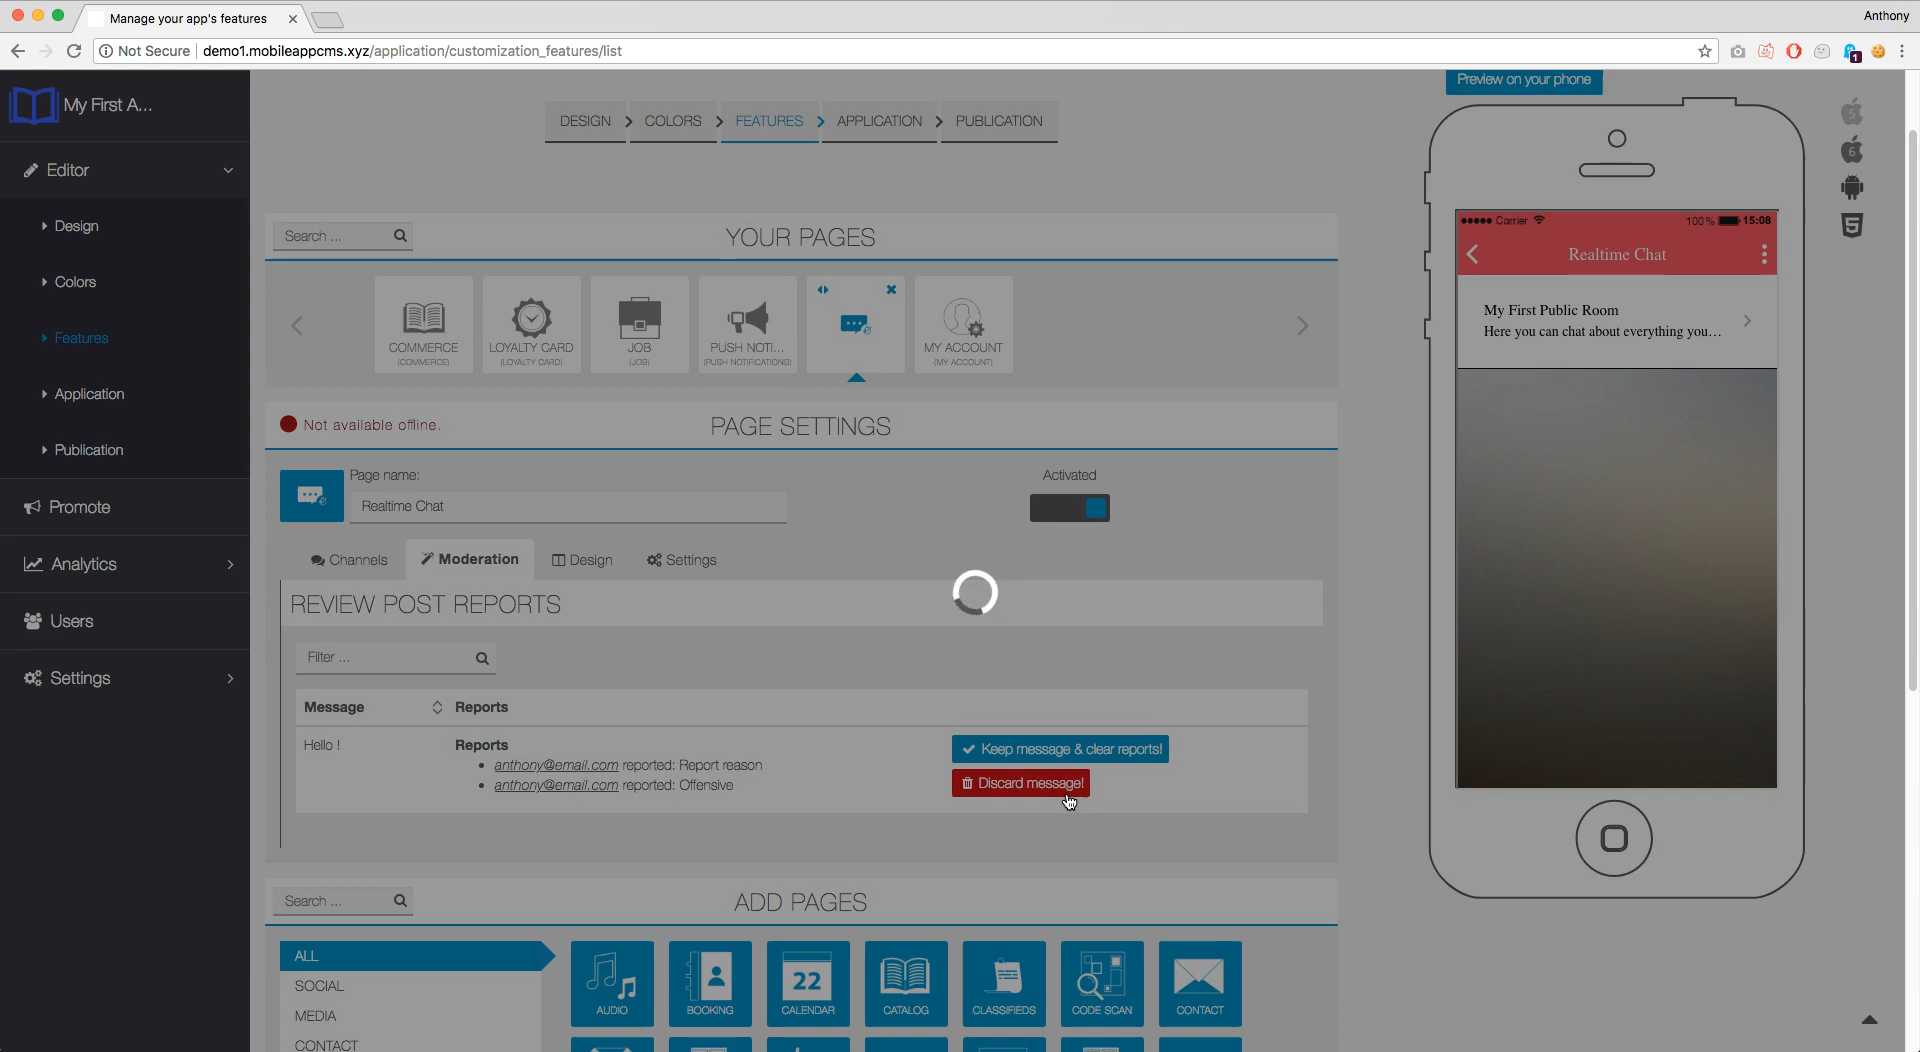 Manage your app's features
Anthony
Not Secure
demo1.mobileappcms.xyz/application/customization_features/list
1
My First A...
Editor
Design
Colors
Features
Application
Publication
Promote
Analytics
Users
Settings
DESIGN
COLORS
FEATURES
APPLICATION
PUBLICATION
Search ...
YOUR PAGES
COMMERCE
(COMMERCE)
LOYALTY CARD
(LOYALTY CARD)
JOB
(JOB)
PUSH NOTI...
(PUSH NOTIFICATIONS)
MY ACCOUNT
(MY ACCOUNT)
Not available offline.
PAGE SETTINGS
Page name:
Realtime Chat
Activated
Channels
Moderation
Design
Settings
REVIEW POST REPORTS
Filter ...
Message
Reports
Hello !
Reports
anthony@email.com reported: Report reason
anthony@email.com reported: Offensive
Keep message & clear reports!
Discard message!
Search ...
ADD PAGES
ALL
SOCIAL
MEDIA
CONTACT
AUDIO
BOOKING
22
CALENDAR
CATALOG
CLASSIFIEDS
CODE SCAN
CONTACT
Preview on your phone
Carrier
100%
15:08
Realtime Chat
My First Public Room
Here you can chat about everything you...
5
6
5